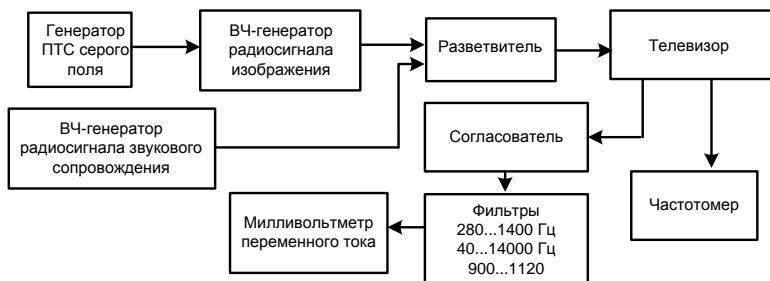 Генератор
ПТС серого
поля
ВЧ-генератор
радиосигнала
изображения
Разветвитель
Телевизор
ВЧ-генератор
радиосигнала звукового
сопровождения
Согласователь
Милливольтметр
переменного тока
Фильтры
280...1400 Гц
40...14000 Гц
900...1120
Частотомер